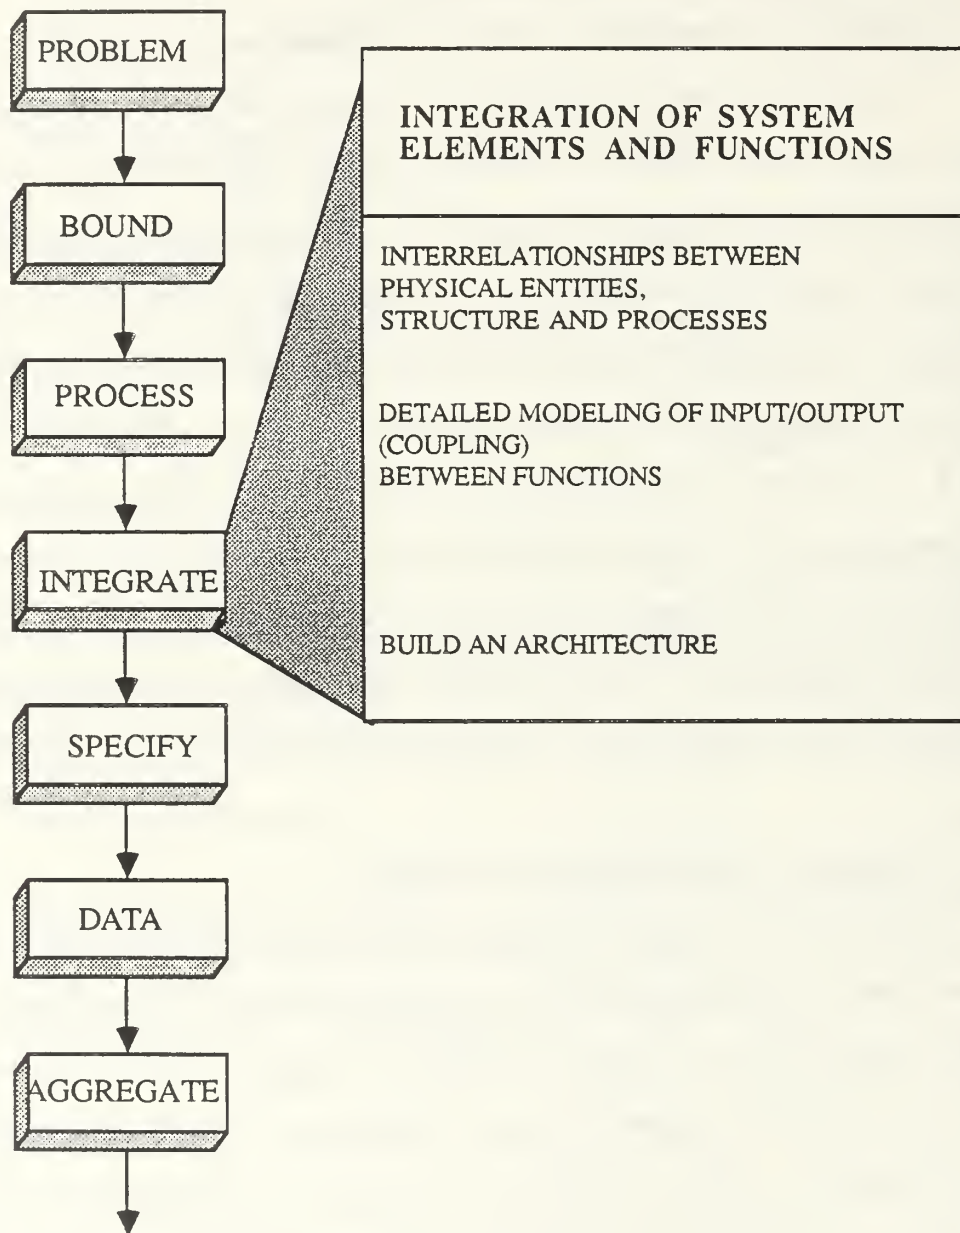 PROBLEM
BOUND
PROCESS
INTEGRATE
SPECIFY
DATA
AGGREGATE
INTEGRATION OF SYSTEM
ELEMENTS AND FUNCTIONS
INTERRELATIONSHIPS BETWEEN
PHYSICAL ENTITIES,
STRUCTURE AND PROCESSES
DETAILED MODELING OF INPUT/OUTPUT
(COUPLING)
BETWEEN FUNCTIONS
BUILD AN ARCHITECTURE